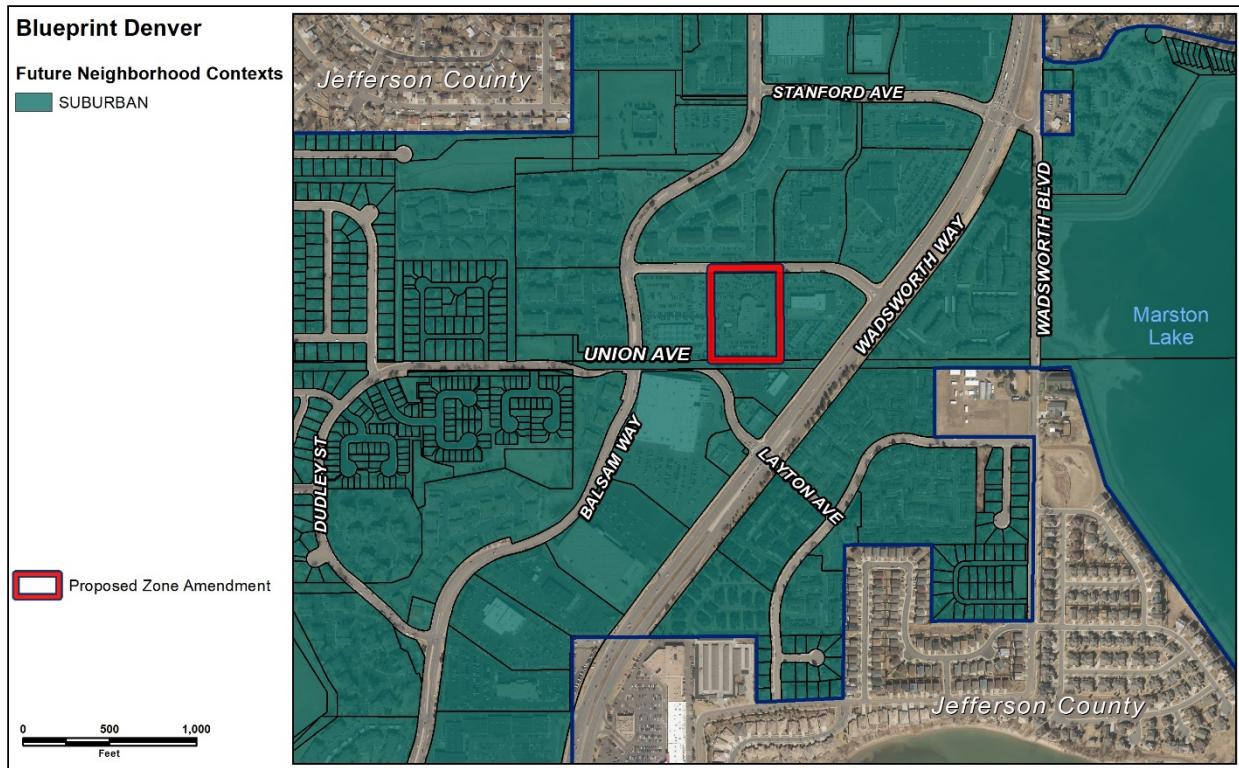 Blueprint Denver
Future Neighborhood Contexts
SUBURBAN
Proposed Zone Amendment
0 500 1,000
Feet
Jefferson County
STANFORD AVE
WADSWORTH BLVD
WADSWORTH WAY
Marston
Lake
UNION AVE
DUDLEY ST
BALSAM WAY
LAYTON AVE
Jefferson County